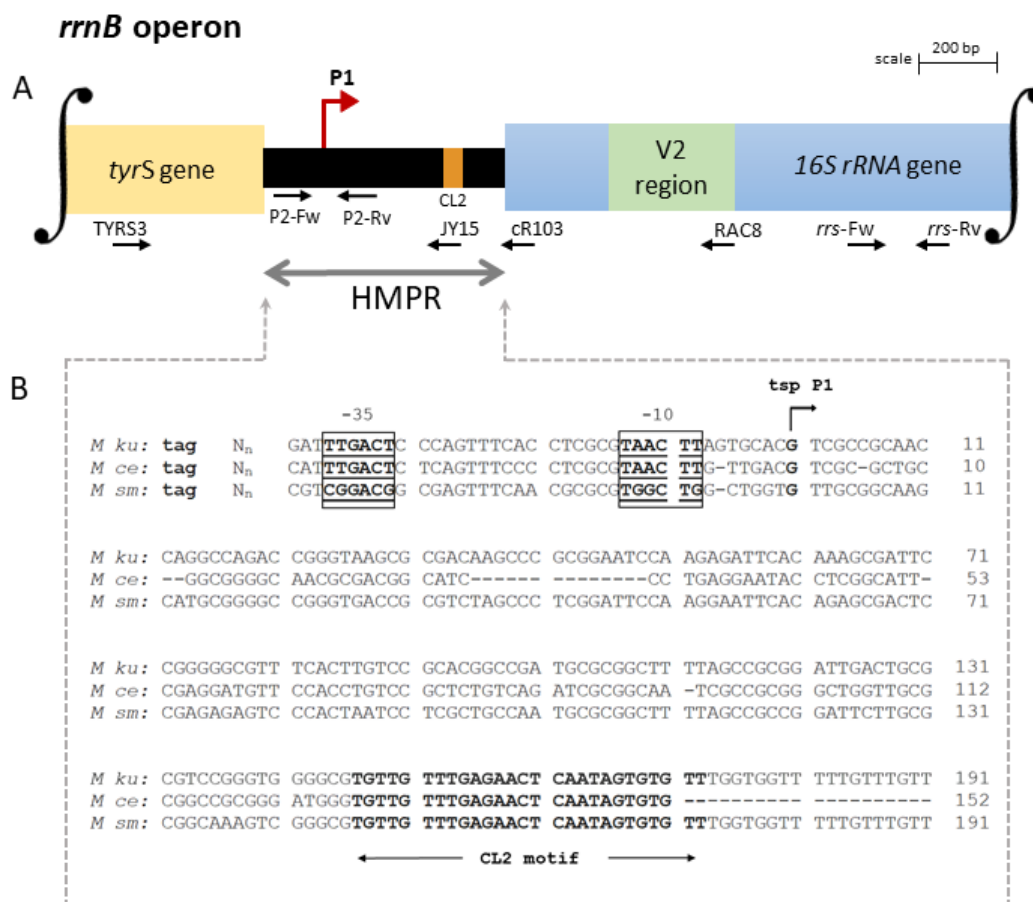 rrnB operon
scale 200 bp
A
P1
tyrS gene
V2 region
16S rRNA gene
P2-Fw P2-Rv CL2
TYRS3 JY15 cR103 RAC8 rrs-Fw rrs-Rv
HMPR
B
tsp P1
-35 -10
M ku: tag Nn GATTTGACTC CCAGTTTCAC CTCGCGTAAC TTAGTGCACG TCGCCGCAAC 11
M ce: tag Nn CATTTGACTC TCAGTTTCCC CTCGCGTAAC TTG-TTGACG TCGC-GCTGC 10
M sm: tag Nn CGTCGGACGG CGAGTTTCAA CGCGCGTGGC TGG-CTGGTG TTGCGGCAAG 11
M ku: CAGGCCAGAC CGGGTAAGCG CGACAAGCCC GCGGAATCCA AGAGATTCAC AAAGCGATTC 71
M ce: --GGCGGGGC AACGCGACGG CATC------ --------CC TGAGGAATAC CTCGGCATT- 53
M sm: CATGCGGGGC CGGGTGACCG CGTCTAGCCC TCGGATTCCA AGGAATTCAC AGAGCGACTC 71
M ku: CGGGGGCGTT TCACTTGTCC GCACGGCCGA TGCGCGGCTT TTAGCCGCGG ATTGACTGCG 131
M ce: CGAGGATGTT CCACCTGTCC GCTCTGTCAG ATCGCGGCAA -TCGCCGCGG GCTGGTTGCG 112
M sm: CGAGAGAGTC CCACTAATCC TCGCTGCCAA TGCGCGGCTT TTAGCCGCCG GATTCTTGCG 131
M ku: CGTCCGGGTG GGGCGTGTTG TTTGAGAACT CAATAGTGTG TTTGGTGGTT TTTGTTTGTT 191
M ce: CGGCCGCGGG ATGGGTGTTG TTTGAGAACT CAATAGTGTG ---------- ---------- 152
M sm: CGGCAAAGTC GGGCGTGTTG TTTGAGAACT CAATAGTGTG TTTGGTGGTT TTTGTTTGTT 191
CL2 motif